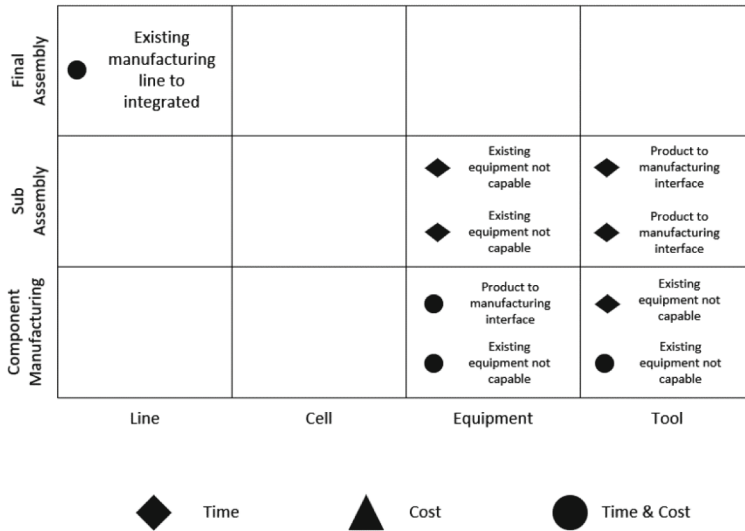 Final
Assembly
Existing
manufacturing
line to
integrated
Sub
Assembly
Existing
equipment not
capable
Product to
manufacturing
interface
Existing
equipment not
capable
Product to
manufacturing
interface
Component
Manufacturing
Product to
manufacturing
interface
Existing
equipment not
capable
Existing
equipment not
capable
Existing
equipment not
capable
Line
Cell
Equipment
Tool
Time
Cost
Time & Cost